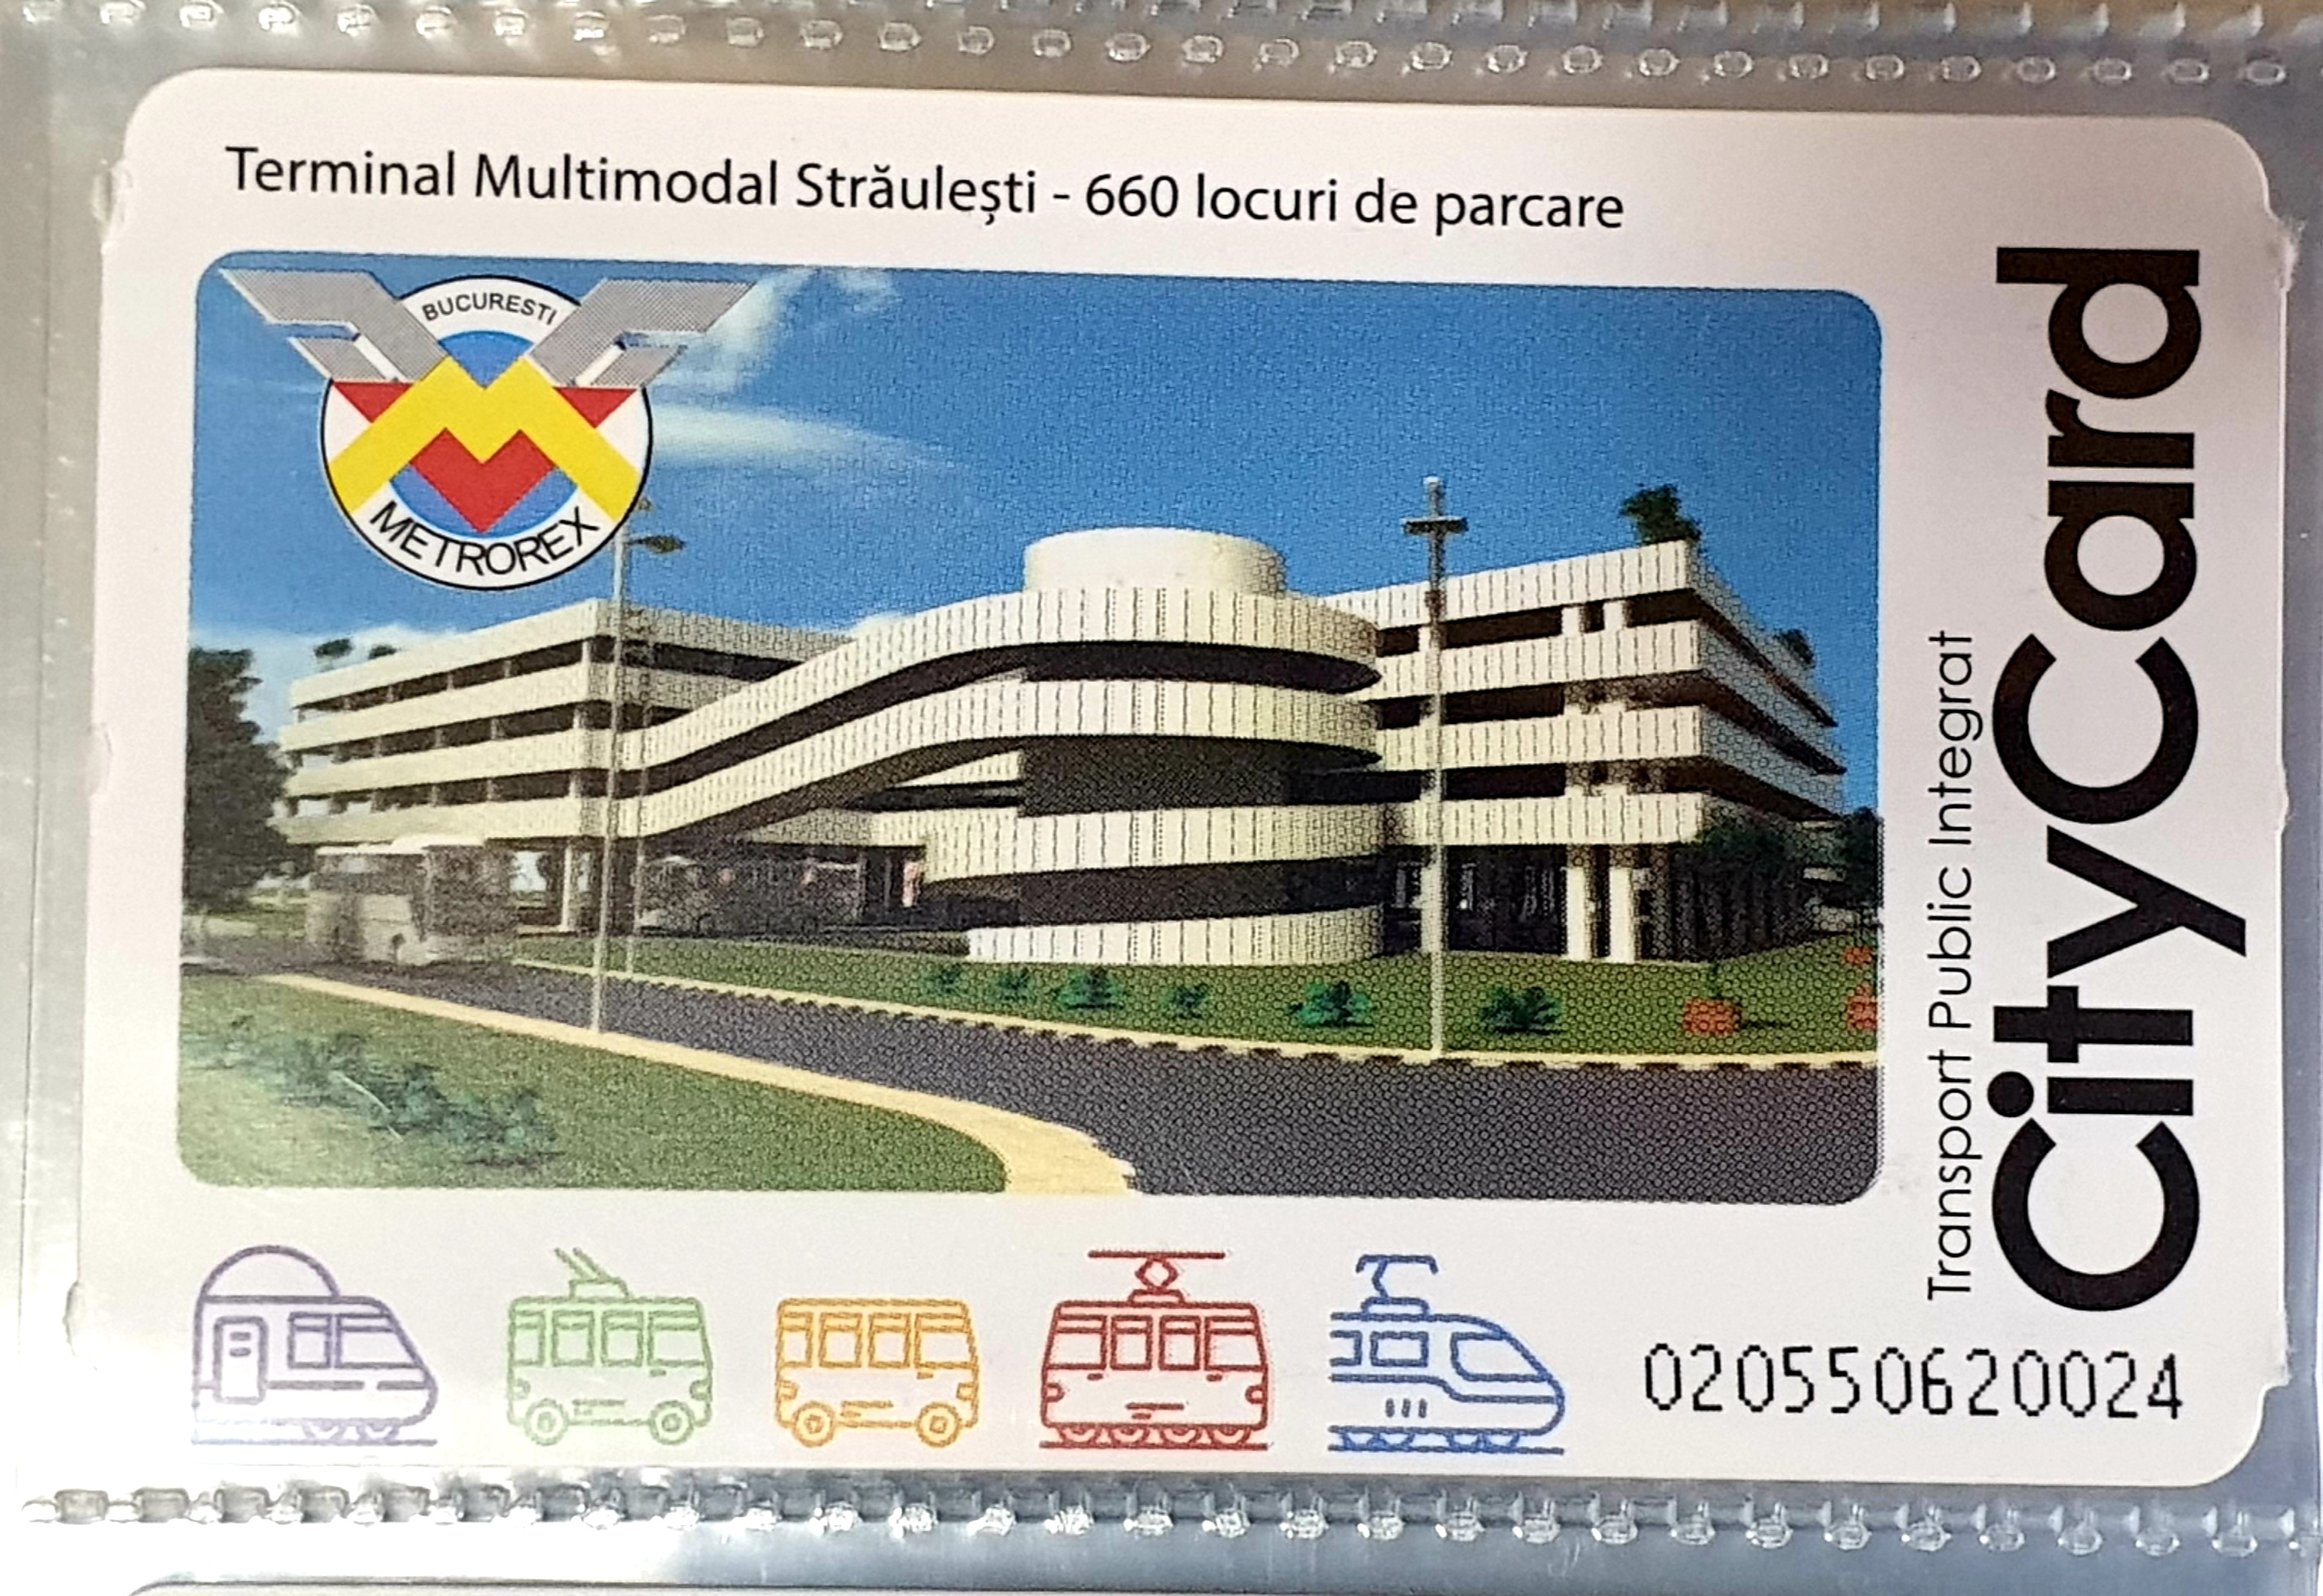 Terminal Multimodal Străulești - 660 locuri de parcare
BUCURESTI
METROREX
Transport Public Integrat
CityCard
020550620024